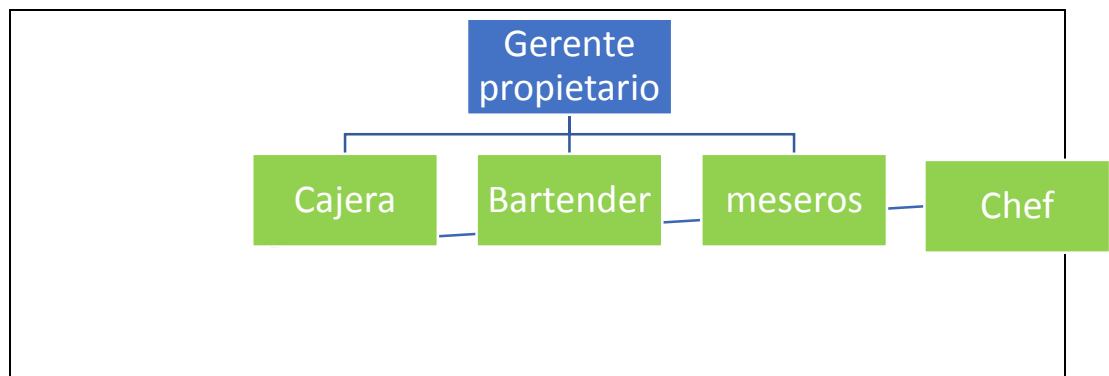 Gerente
propietario
Cajera
Bartender
meseros
Chef